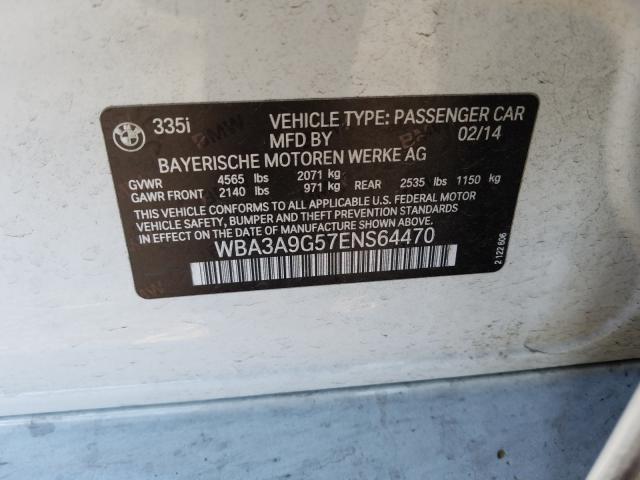 335i VEHICLE TYPE: PASSENGER CAR
MFD BY 02/14
BAYERISCHE MOTOREN WERKE AG
GVWR 4565 lbs 2071 kg
GAWR FRONT 2140 lbs 971 kg REAR 2535 lbs 1150 kg
THIS VEHICLE CONFORMS TO ALL APPLICABLE U.S. FEDERAL MOTOR
VEHICLE SAFETY, BUMPER AND THEFT PREVENTION STANDARDS
IN EFFECT ON THE DATE OF MANUFACTURE SHOWN ABOVE.
WBA3A9G57ENS64470
2 122 606